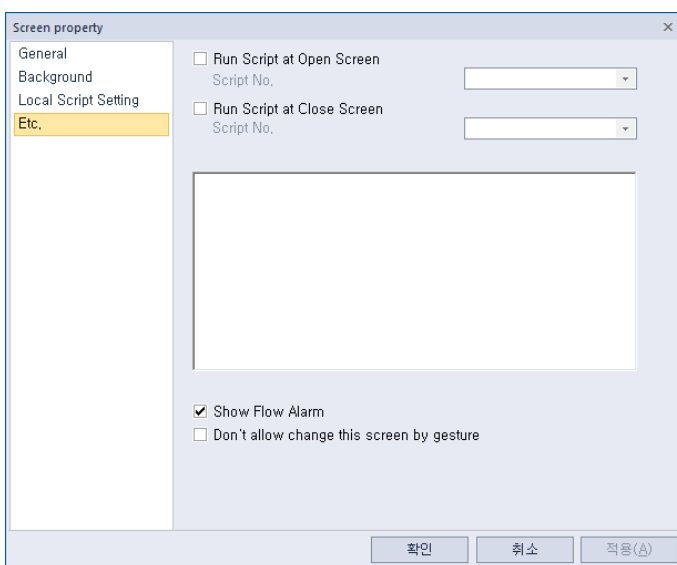 Screen property
General
Background
Local Script Setting
Etc,
Run Script at Open Screen
Script No,
Run Script at Close Screen
Script No,
Show Flow Alarm
Don't allow change this screen by gesture
확인
취소
적용(A)